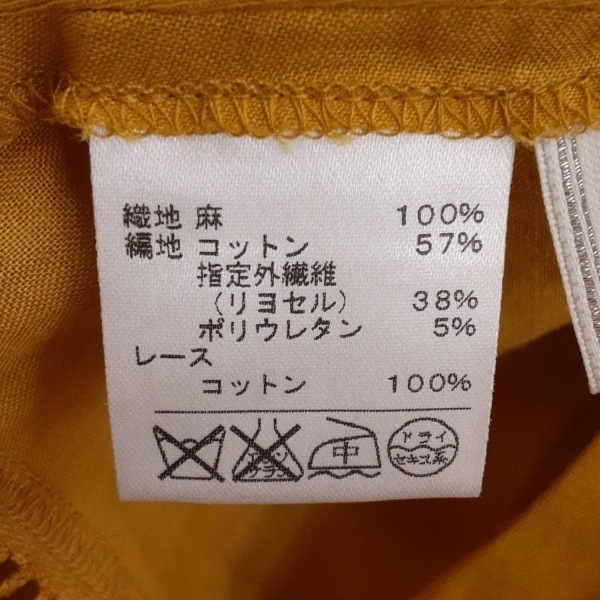 織地 麻 100%
編地 コットン 57%
指定外繊維
(リヨセル) 38%
ポリウレタン 5%
レース
コットン 100%
中 ドライ
セキユ系